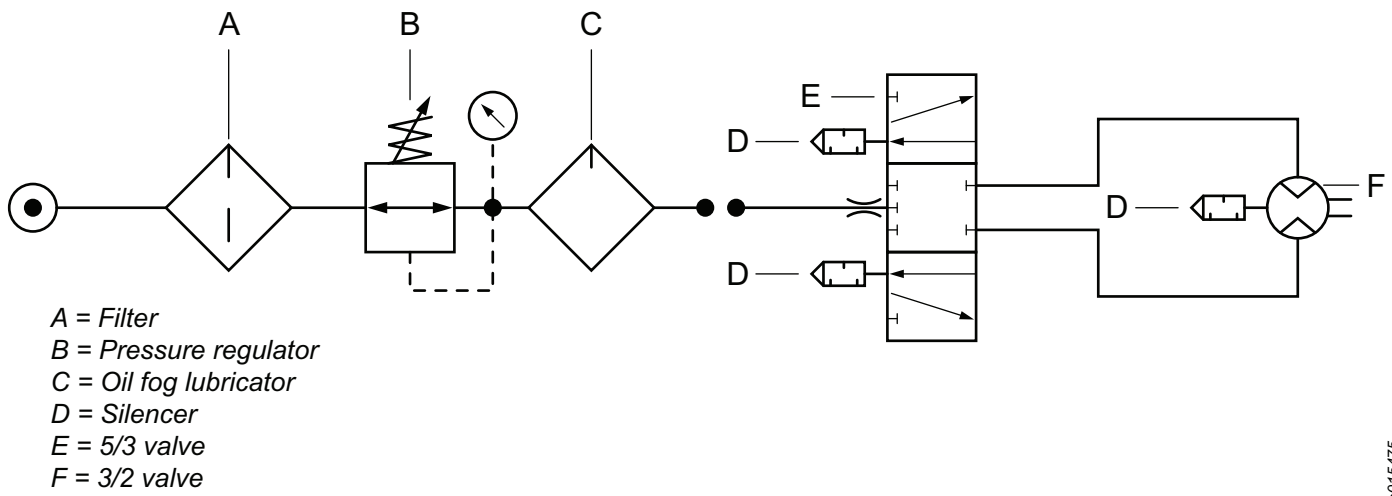 A B C
E
D
D
F
D
A = Filter
B = Pressure regulator
C = Oil fog lubricator
D = Silencer
E = 5/3 valve
F = 3/2 valve